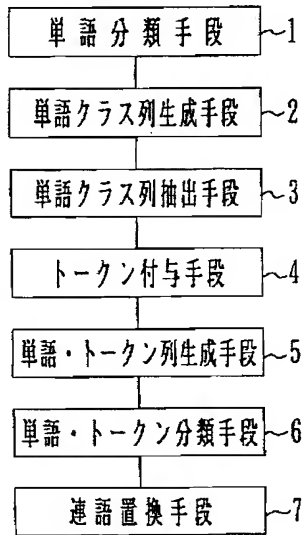 単語分類手段 ~1
単語クラス列生成手段 ~2
単語クラス列抽出手段 ~3
トークン付与手段 ~4
単語・トークン列生成手段 ~5
単語・トークン分類手段 ~6
連語置換手段 ~7